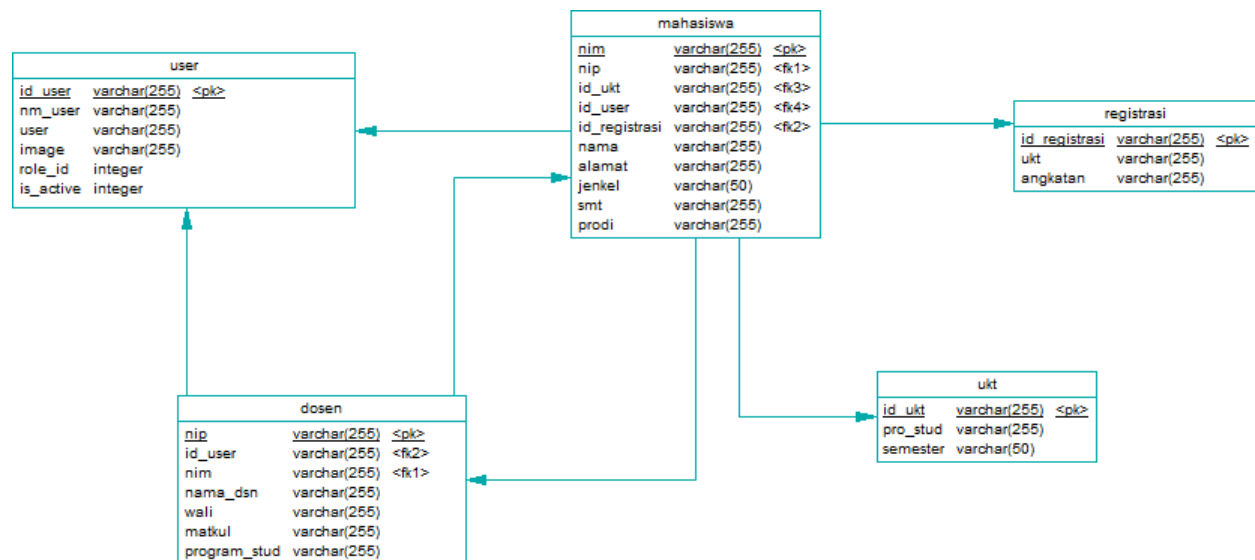 user
id_user varchar(255) <pk>
nm_user varchar(255)
user varchar(255)
image varchar(255)
role_id integer
is_active integer
mahasiswa
nim varchar(255) <pk>
nip varchar(255) <fk1>
id_ukt varchar(255) <fk3>
id_user varchar(255) <fk4>
id_registrasi varchar(255) <fk2>
nama varchar(255)
alamat varchar(255)
jenkel varchar(50)
smt varchar(255)
prodi varchar(255)
registrasi
id_registrasi varchar(255) <pk>
ukt varchar(255)
angkatan varchar(255)
dosen
nip varchar(255) <pk>
id_user varchar(255) <fk2>
nim varchar(255) <fk1>
nama_dsn varchar(255)
wali varchar(255)
matkul varchar(255)
program_stud varchar(255)
ukt
id_ukt varchar(255) <pk>
pro_stud varchar(255)
semester varchar(50)